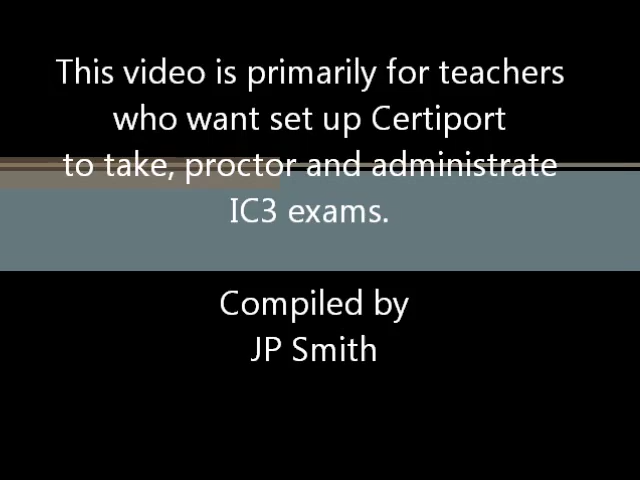 This video is primarily for teachers
who want set up Certiport
to take, proctor and administrate
IC3 exams.
Compiled by
JP Smith